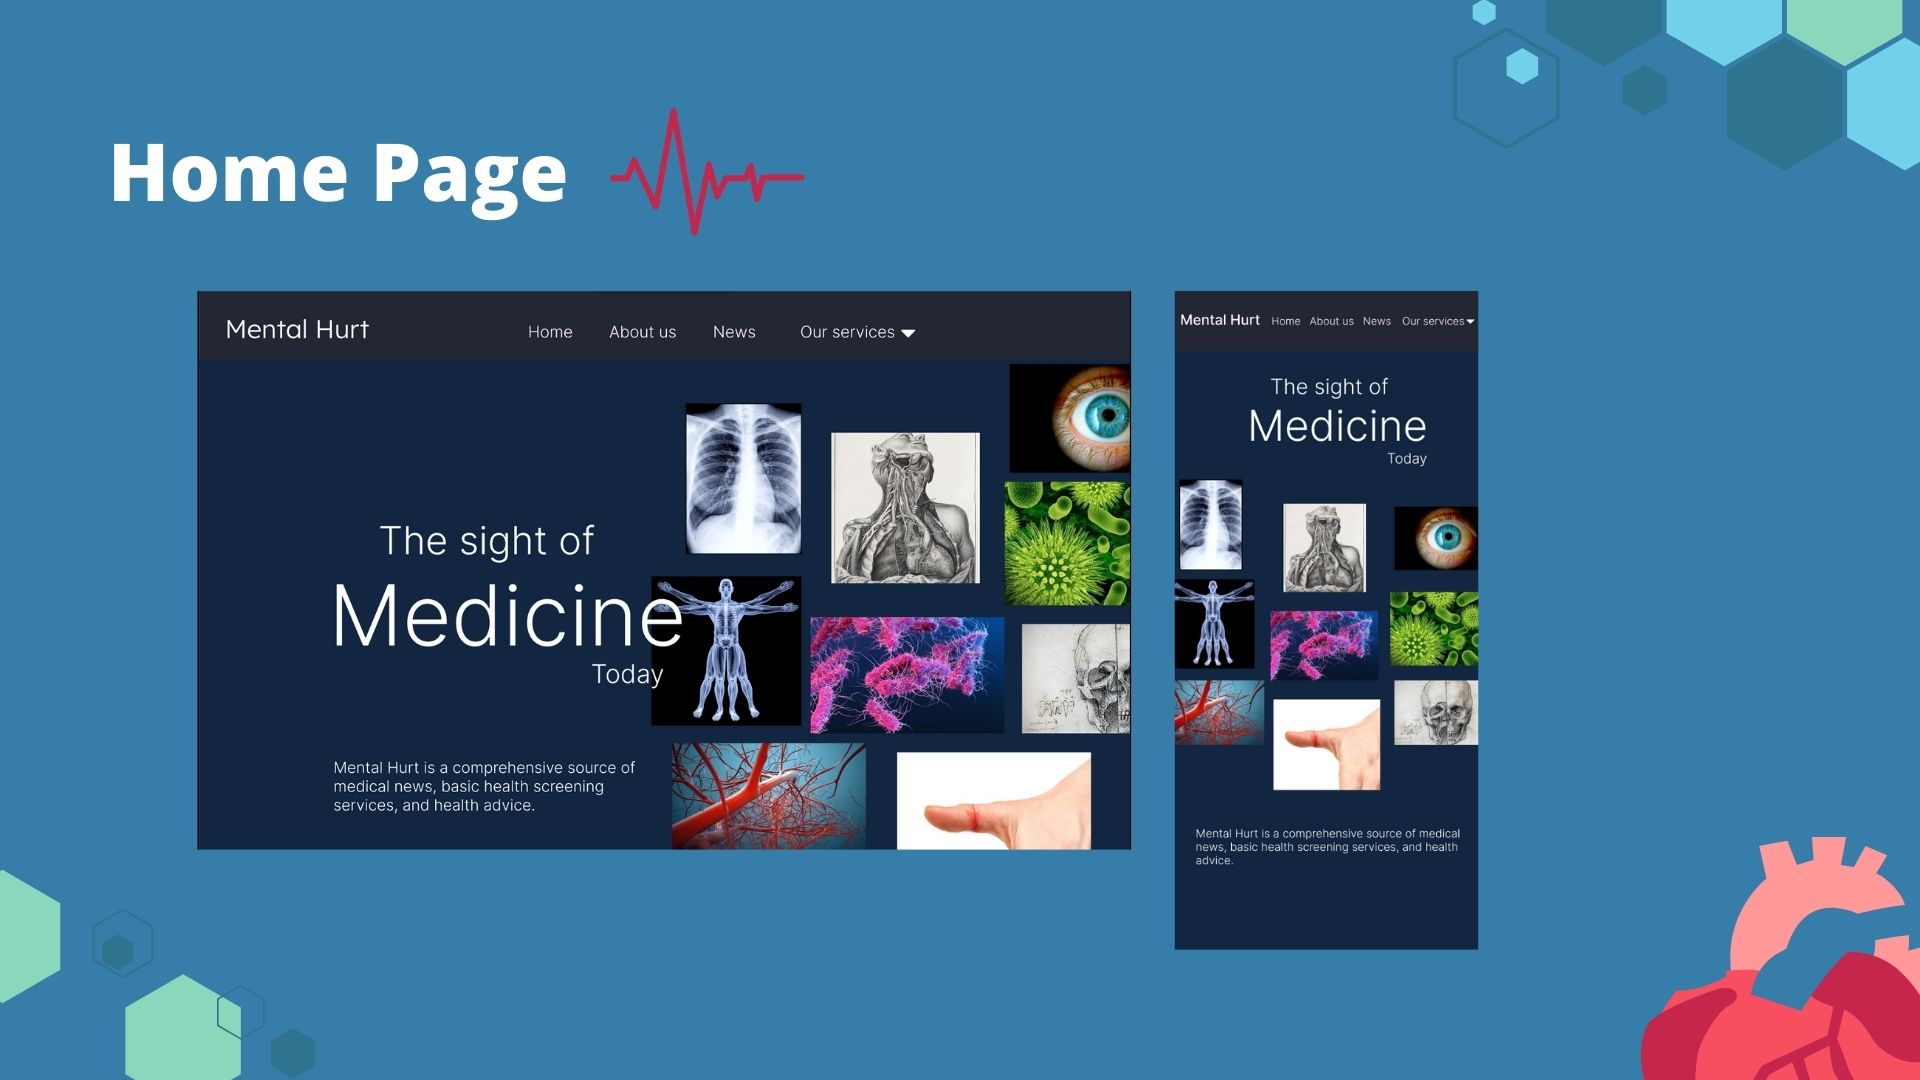 Home Page
Mental Hurt
Home About us News Our services
The sight of
Medicine
Today
Mental Hurt is a comprehensive source of
medical news, basic health screening
services, and health advice.
Mental Hurt Home About us News Our services
The sight of
Medicine
Today
Mental Hurt is a comprehensive source of medical
news, basic health screening services, and health
advice.